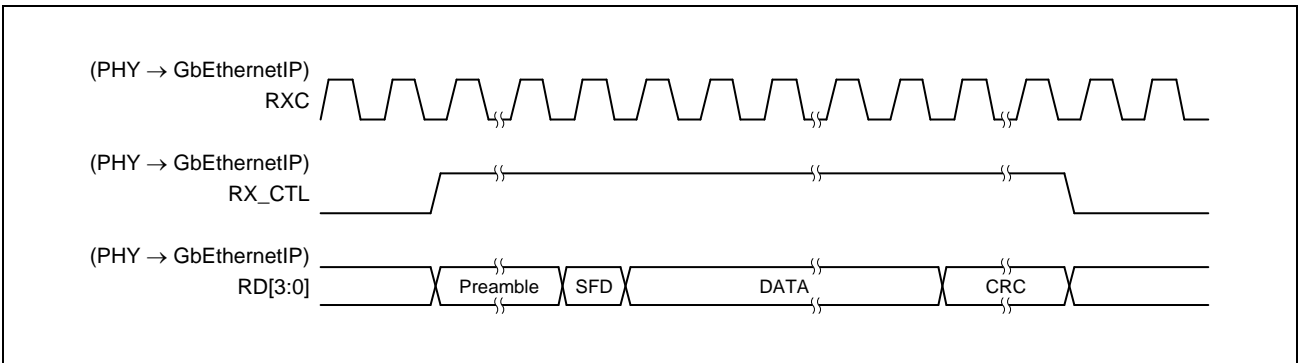 (PHY → GbEthernetIP)
RXC
(PHY → GbEthernetIP)
RX_CTL
(PHY → GbEthernetIP)
RD[3:0]
Preamble SFD DATA CRC